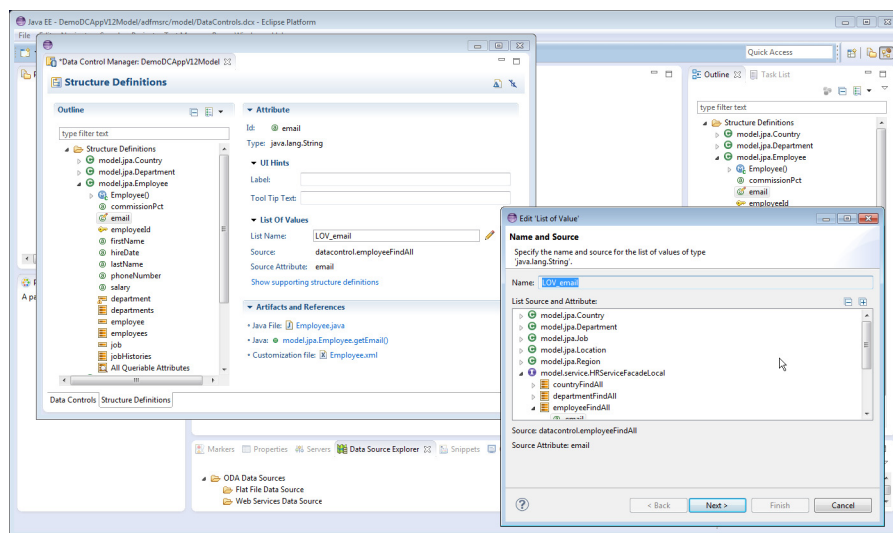 Java EE - DemoDCAppV12Model/adfmsrc/model/DataControls.dcx - Eclipse Platform
File
Quick Access
*Data Control Manager: DemoDCAppV12Model
Structure Definitions
Outline
type filter text
Structure Definitions
model.jpa.Country
model.jpa.Department
model.jpa.Employee
Employee()
commissionPct
email
employeeId
firstName
hireDate
lastName
phoneNumber
salary
department
departments
employee
employees
job
jobHistories
All Queriable Attributes
Attribute
Id: email
Type: java.lang.String
UI Hints
Label:
Tool Tip Text:
List Of Values
List Name: LOV_email
Source: datacontrol.employeeFindAll
Source Attribute: email
Show supporting structure definitions
Artifacts and References
Java File: Employee.java
Java: model.jpa.Employee.getEmail()
Customization file: Employee.xml
Data Controls Structure Definitions
Outline Task List
type filter text
Structure Definitions
model.jpa.Country
model.jpa.Department
model.jpa.Employee
Employee()
commissionPct
email
employeeId
A pa
Edit 'List of Value'
Name and Source
Specify the name and source for the list of values of type
'java.lang.String'.
Name: LOV_email
List Source and Attribute:
model.jpa.Country
model.jpa.Department
model.jpa.Job
model.jpa.Location
model.jpa.Region
model.service.HRServiceFacadeLocal
countryFindAll
departmentFindAll
employeeFindAll
email
Source: datacontrol.employeeFindAll
Source Attribute: email
< Back Next > Finish Cancel
Markers Properties Servers Data Source Explorer Snippets
ODA Data Sources
Flat File Data Source
Web Services Data Source